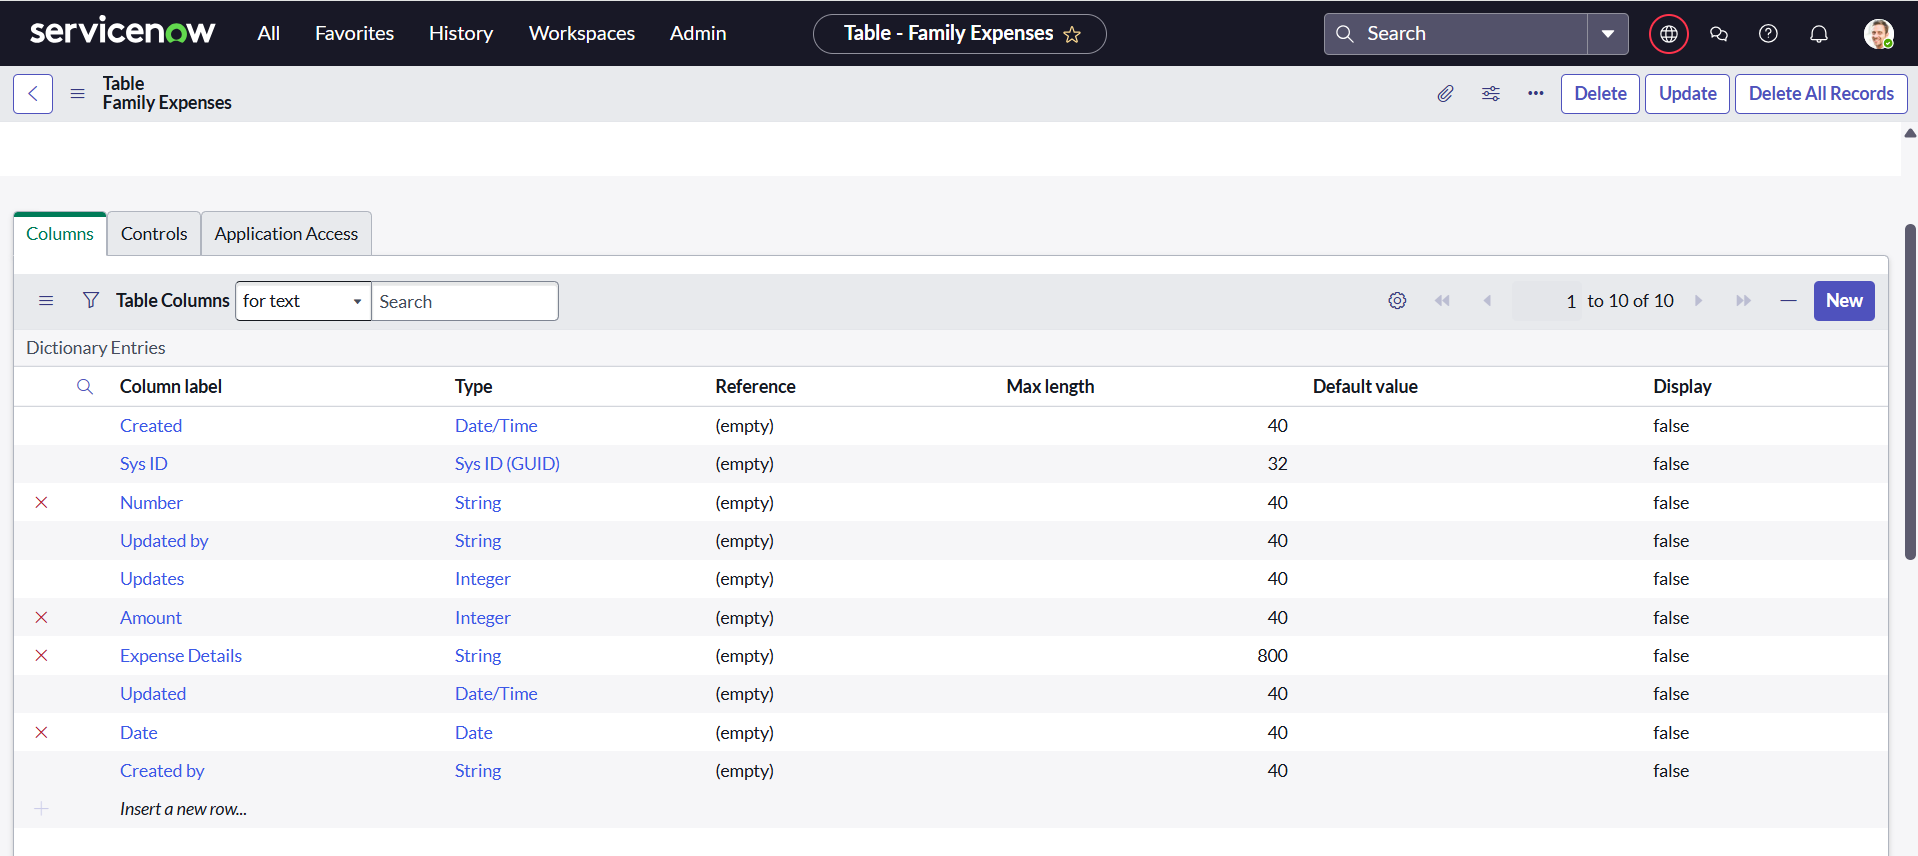 servicenow All Favorites History Workspaces Admin Table - Family Expenses Search
Table
Family Expenses
Delete Update Delete All Records
Columns Controls Application Access
Table Columns for text Search 1 to 10 of 10 New
Dictionary Entries
Column label Type Reference Max length Default value Display
Created Date/Time (empty) 40 false
Sys ID Sys ID (GUID) (empty) 32 false
Number String (empty) 40 false
Updated by String (empty) 40 false
Updates Integer (empty) 40 false
Amount Integer (empty) 40 false
Expense Details String (empty) 800 false
Updated Date/Time (empty) 40 false
Date Date (empty) 40 false
Created by String (empty) 40 false
Insert a new row...